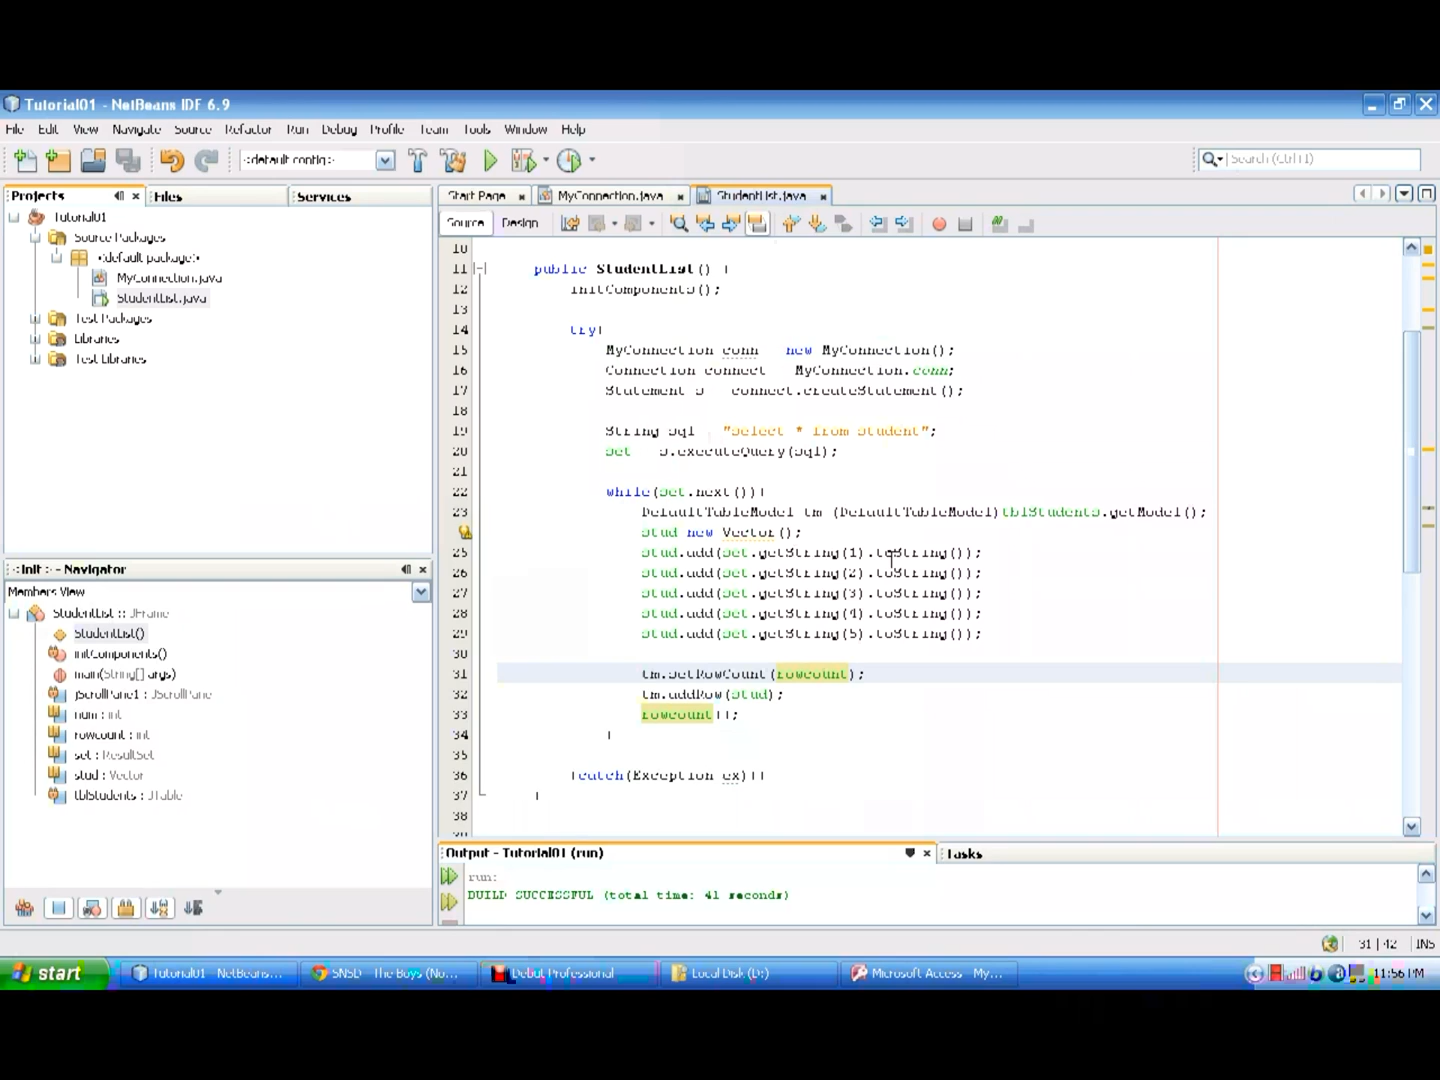 Tutorial01 - NetBeans IDE 6.9
File Edit View Navigate Source Refactor Run Debug Profile Team Tools Window Help
<default config> Search (Ctrl+I)
Projects Files Services
Start Page MyConnection.java StudentList.java
Source Design
Tutorial01
Source Packages
<default package>
MyConnection.java
StudentList.java
Test Packages
Libraries
Test Libraries
10
11 public StudentList() {
12 initComponents();
13
14 try{
15 MyConnection conn = new MyConnection();
16 Connection connect = MyConnection.conn;
17 Statement s = connect.createStatement();
18
19 String sql = "Select * from student";
20 set = s.executeQuery(sql);
21
22 while(set.next()){
23 DefaultTableModel tm=(DefaultTableModel)tblStudents.getModel();
stud=new Vector();
25 stud.add(set.getString(1).toString());
26 stud.add(set.getString(2).toString());
27 stud.add(set.getString(3).toString());
28 stud.add(set.getString(4).toString());
29 stud.add(set.getString(5).toString());
30
31 tm.setRowCount(rowcount);
32 tm.addRow(stud);
33 rowcount++;
34 }
35
36 }catch(Exception ex){}
37 }
38
<init> - Navigator
Members View
StudentList :: JFrame
StudentList()
initComponents()
main(String[] args)
jScrollPane1 : JScrollPane
num : int
rowcount : int
set : ResultSet
stud : Vector
tblStudents : JTable
Output - Tutorial01 (run) Tasks
run:
BUILD SUCCESSFUL (total time: 41 seconds)
31 | 42 INS
start Tutorial01 - NetBeans... SNSD - The Boys (No... Debut Professional Local Disk (D:) Microsoft Access - My... 11:56 PM